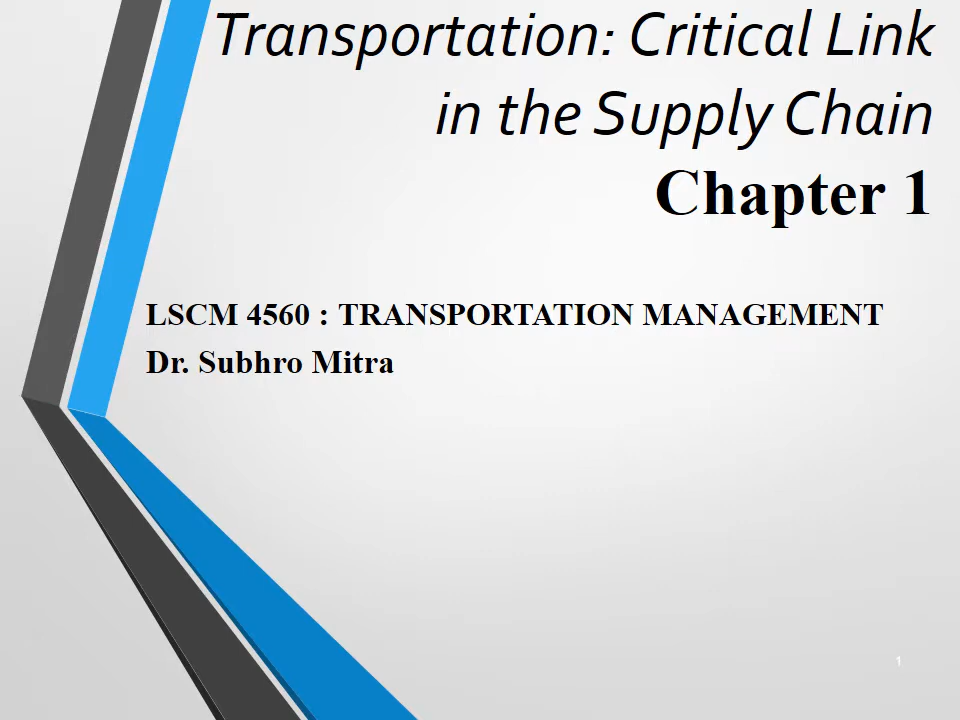 Transportation: Critical Link
in the Supply Chain
Chapter 1
LSCM 4560 : TRANSPORTATION MANAGEMENT
Dr. Subhro Mitra
1